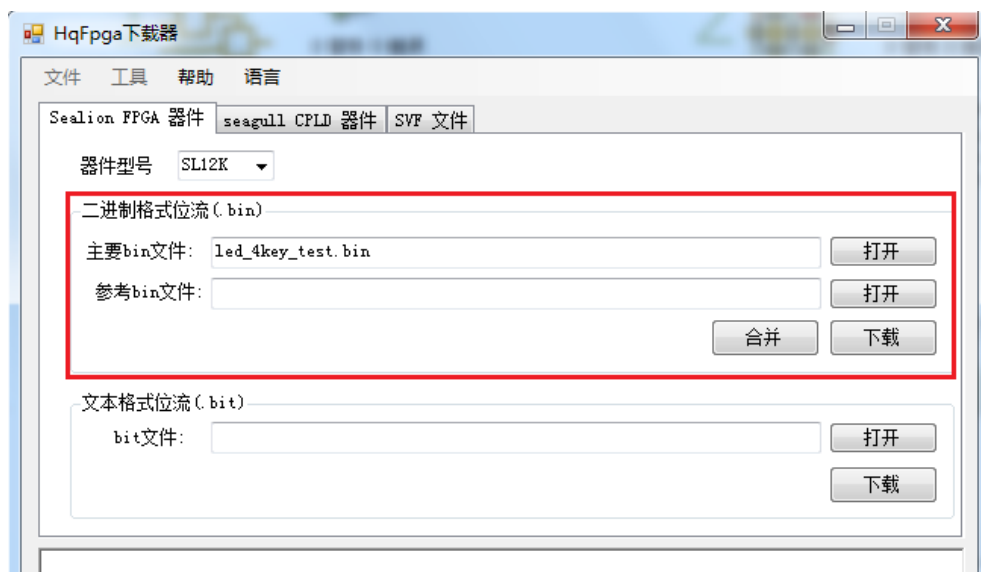 HqFpga下载器
文件 工具 帮助 语言
Sealion FPGA 器件 seagull CPLD 器件 SVF 文件
器件型号 SL12K
二进制格式位流(.bin)
主要bin文件: led_4key_test.bin 打开
参考bin文件: 打开
合并 下载
文本格式位流(.bit)
bit文件: 打开
下载